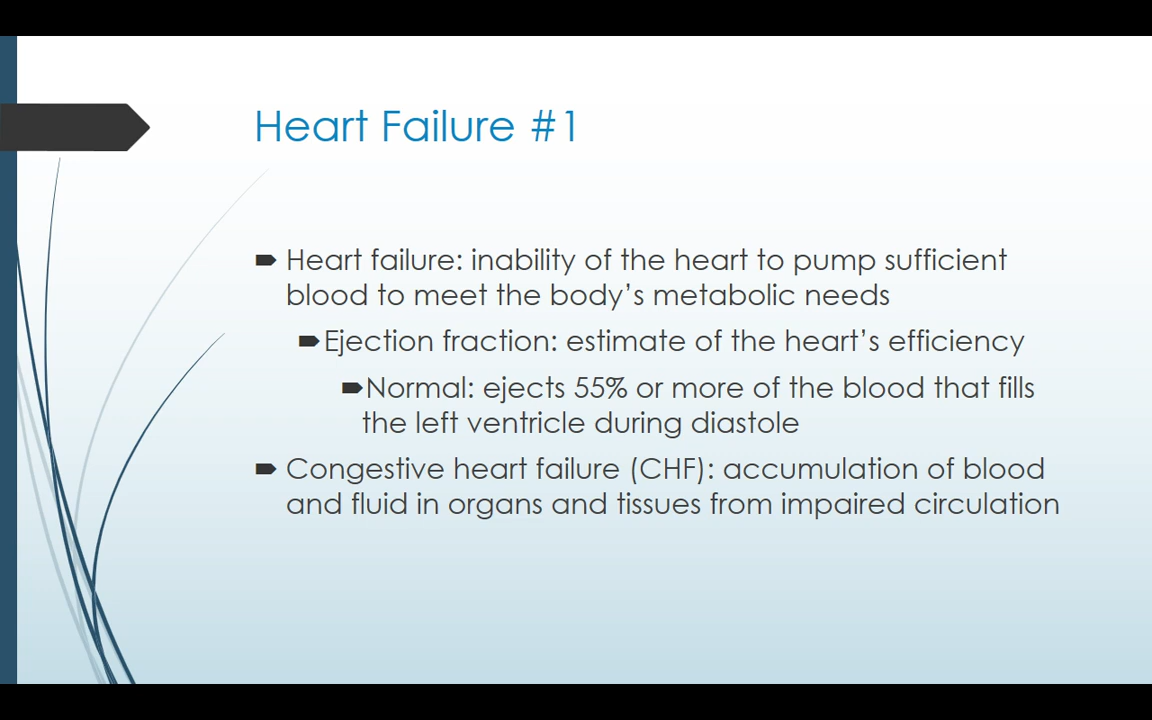 Heart Failure #1
Heart failure: inability of the heart to pump sufficient
blood to meet the body’s metabolic needs
Ejection fraction: estimate of the heart’s efficiency
Normal: ejects 55% or more of the blood that fills
the left ventricle during diastole
Congestive heart failure (CHF): accumulation of blood
and fluid in organs and tissues from impaired circulation